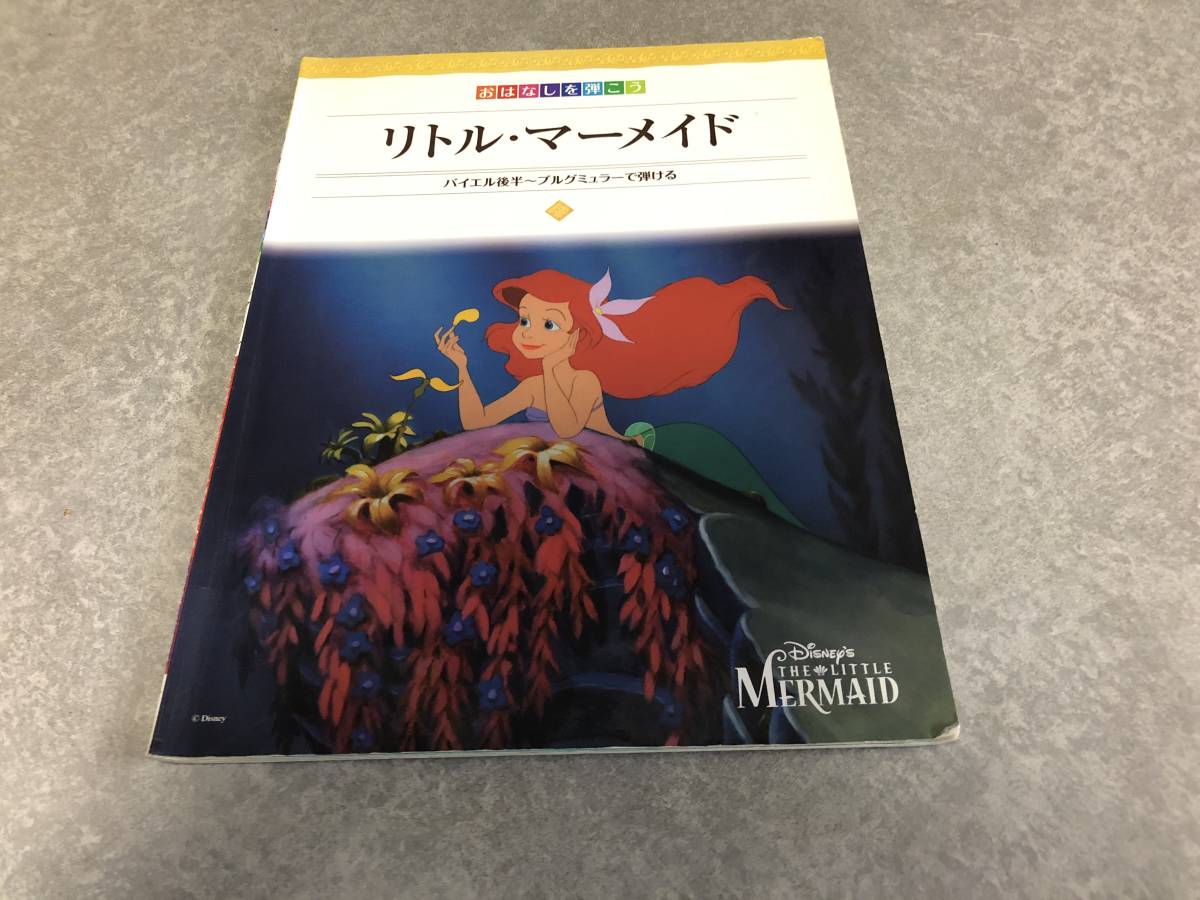 おはなしを弾こう
リトル・マーメイド
バイエル後半~ブルグミュラーで弾ける
DISNEY'S
THE LITTLE
MERMAID
© Disney